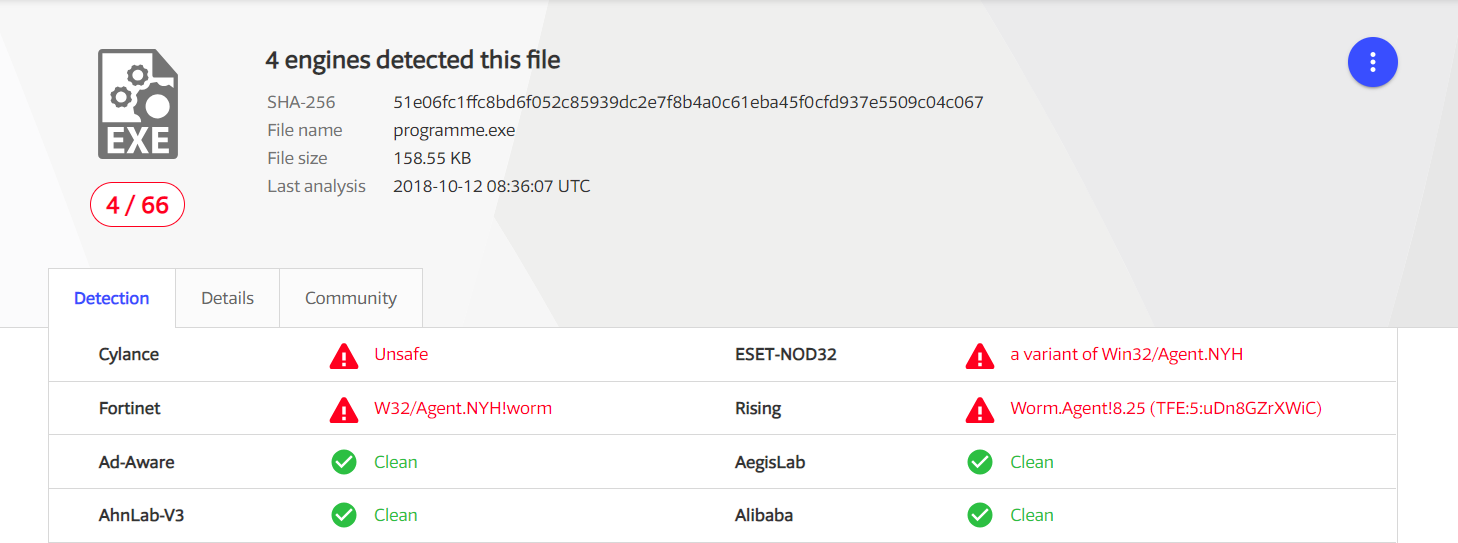 4 engines detected this file
SHA-256 51e06fc1ffc8bd6f052c85939dc2e7f8b4a0c61eba45f0cfd937e5509c04c067
File name programme.exe
File size 158.55 KB
Last analysis 2018-10-12 08:36:07 UTC
EXE
4 / 66
Detection Details Community
Cylance Unsafe ESET-NOD32 a variant of Win32/Agent.NYH
Fortinet W32/Agent.NYH!worm Rising Worm.Agent!8.25 (TFE:5:uDn8GZrXWiC)
Ad-Aware Clean AegisLab Clean
AhnLab-V3 Clean Alibaba Clean